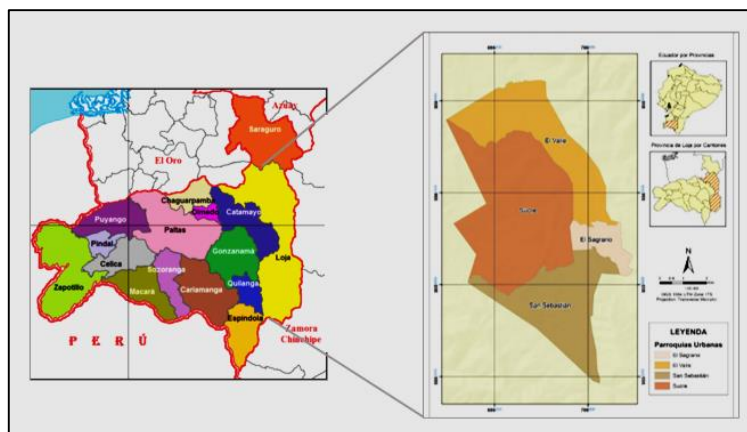 Azuay
Saraguro
El Oro
Chaguarpamba
Olmedo
Catamayo
Puyango
Paltas
Pindal
Gonzanamá
Loja
Celica
Sozoranga
Zapotillo
Cariamanga
Quilanga
Macará
Espíndola
Zamora
Chinchipe
P E R Ú
El Valle
Sucre
El Sagrario
San Sebastián
Ecuador por Provincias
Provincia de Loja por Cantones
N
LEYENDA
Parroquias Urbanas
El Sagrario
El Valle
San Sebastián
Sucre